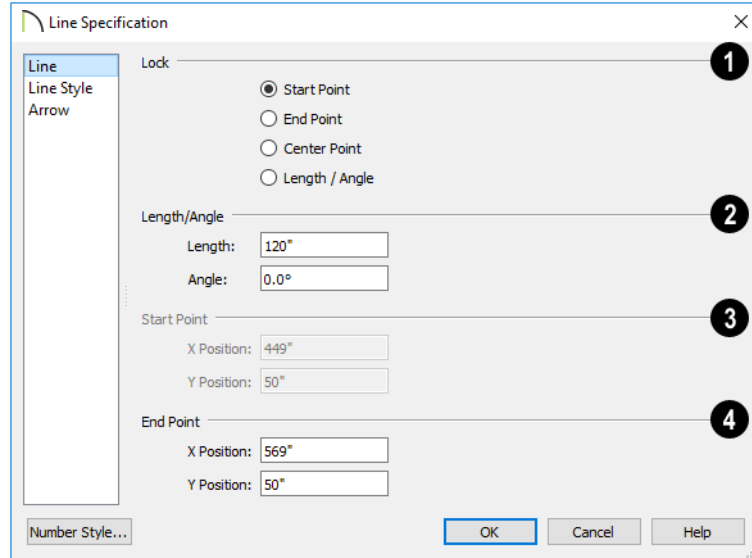 Line Specification
Line
Line Style
Arrow
Lock
1
Start Point
End Point
Center Point
Length / Angle
Length/Angle
2
Length: 120"
Angle: 0.0°
Start Point
3
X Position: 449"
Y Position: 50"
End Point
4
X Position: 569"
Y Position: 50"
Number Style...
OK
Cancel
Help